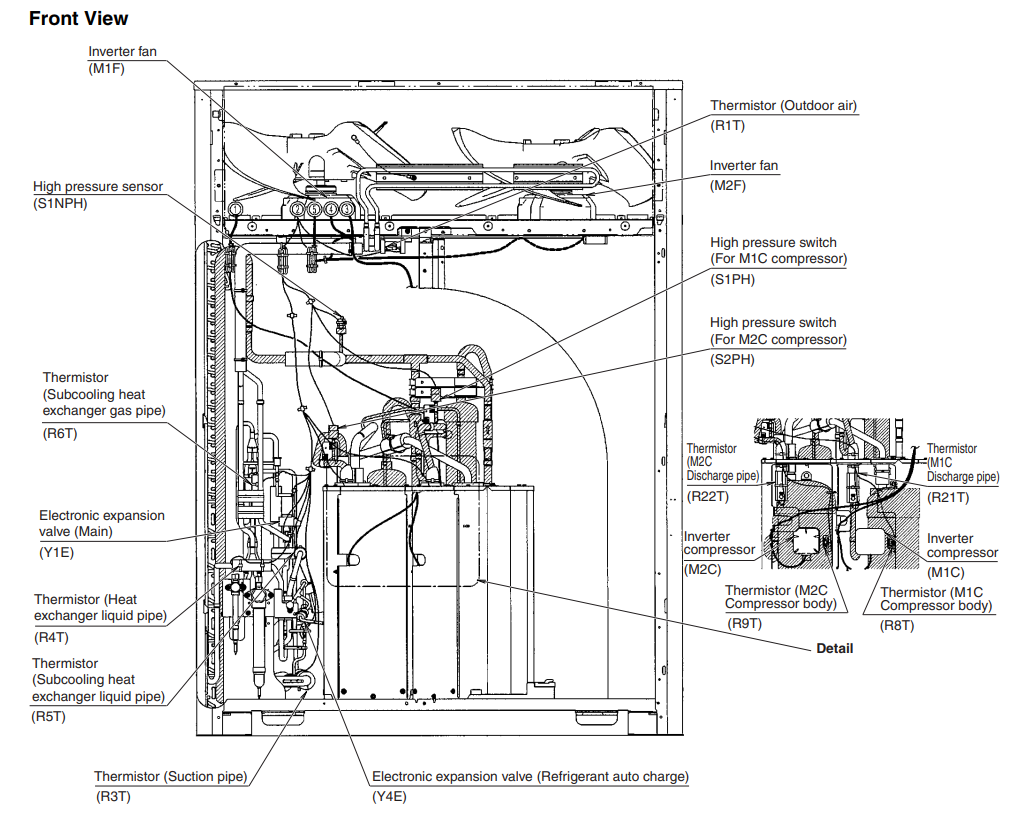 Front View
Inverter fan
(M1F)
High pressure sensor
(S1NPH)
Thermistor
(Subcooling heat
exchanger gas pipe)
(R6T)
Electronic expansion
valve (Main)
(Y1E)
Thermistor (Heat
exchanger liquid pipe)
(R4T)
Thermistor
(Subcooling heat
exchanger liquid pipe)
(R5T)
Thermistor (Suction pipe)
(R3T)
Electronic expansion valve (Refrigerant auto charge)
(Y4E)
Thermistor (Outdoor air)
(R1T)
Inverter fan
(M2F)
High pressure switch
(For M1C compressor)
(S1PH)
High pressure switch
(For M2C compressor)
(S2PH)
Thermistor
(M2C
Discharge pipe)
(R22T)
Inverter
compressor
(M2C)
Thermistor (M2C
Compressor body)
(R9T)
Thermistor
(M1C
Discharge pipe)
(R21T)
Inverter
compressor
(M1C)
Thermistor (M1C
Compressor body)
(R8T)
Detail